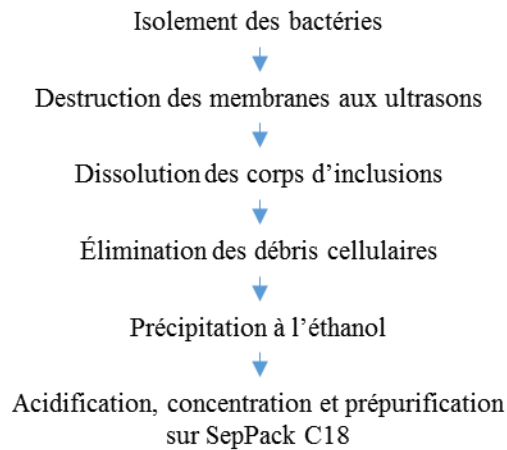 Isolement des bactéries
Destruction des membranes aux ultrasons
Dissolution des corps d’inclusions
Élimination des débris cellulaires
Précipitation à l’éthanol
Acidification, concentration et prépurification
sur SepPack C18